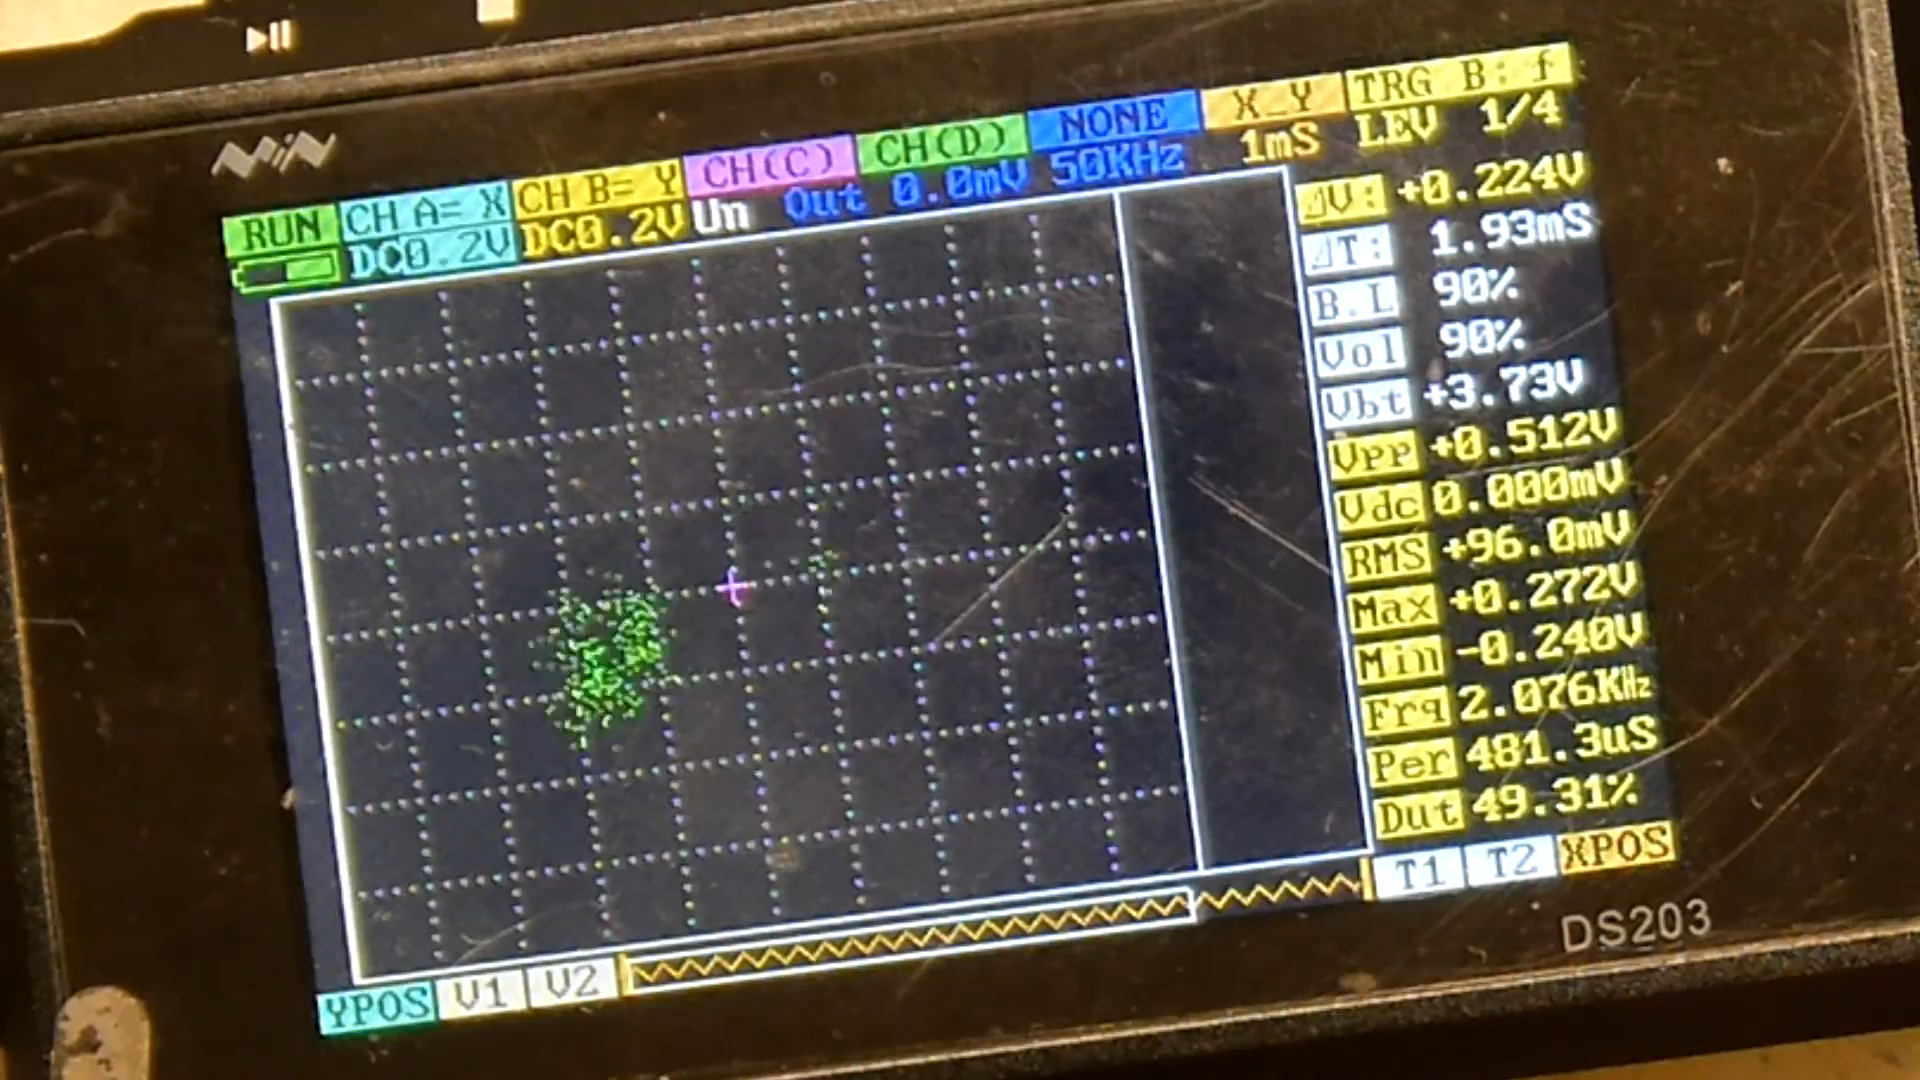 RUN CH A= X CH B= Y CH(C) CH(D) NONE X_Y TRG B: f
DC0.2V DC0.2V Un Out 0.0mV 50KHz 1mS LEV 1/4
ΔV: +0.224V
ΔT: 1.93mS
B.L 90%
Vol 90%
Vbt +3.73V
Vpp +0.512V
Vdc 0.000mV
RMS +96.0mV
Max +0.272V
Min -0.240V
Frq 2.076KHz
Per 481.3uS
Dut 49.31%
YPOS V1 V2 T1 T2 XPOS
DS203